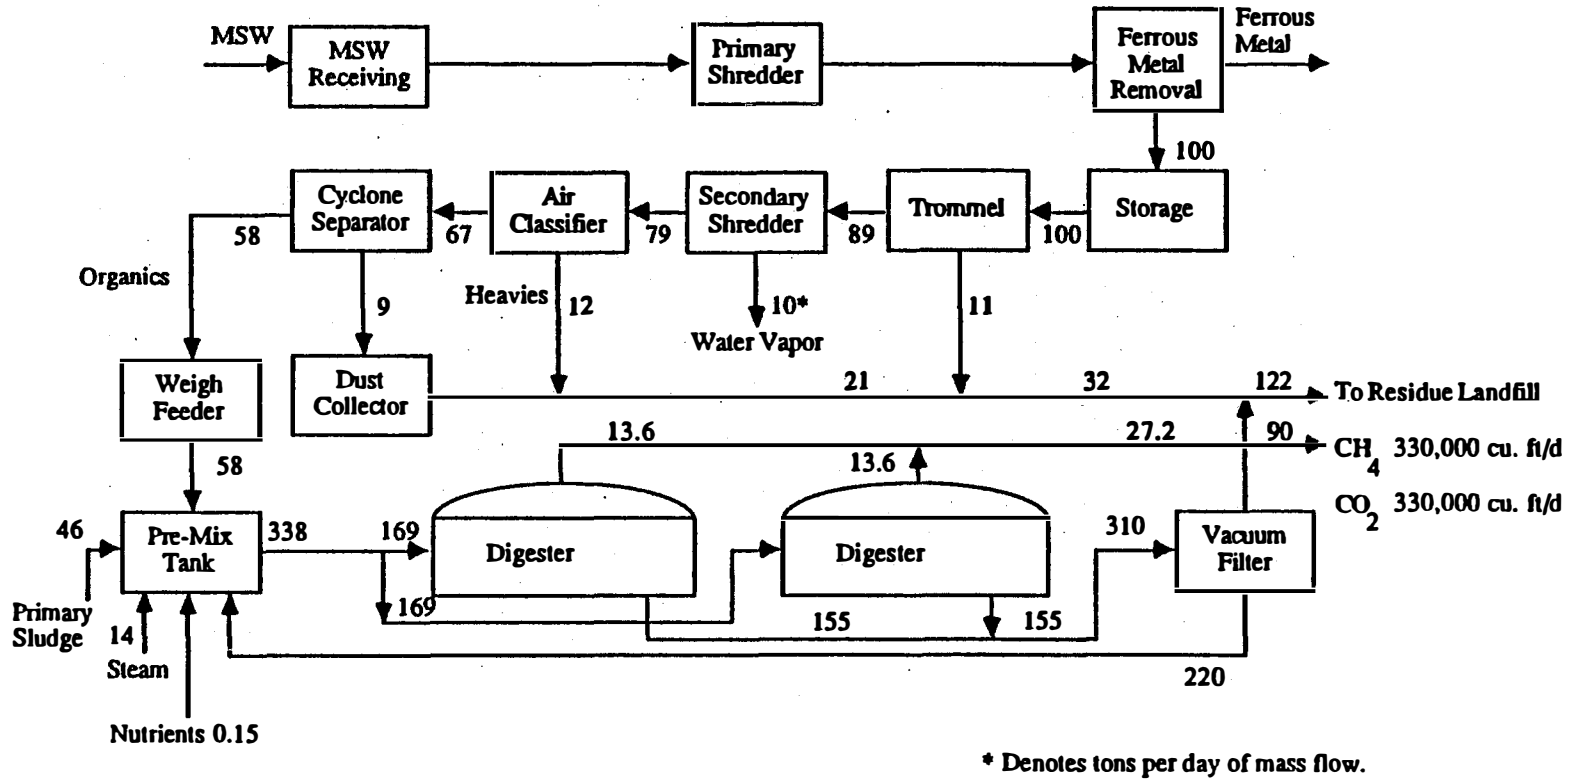 MSW
MSW
Receiving
Primary
Shredder
Ferrous
Metal
Removal
Ferrous
Metal
100
Cyclone
Separator
Air
Classifier
Secondary
Shredder
Trommel
Storage
58
67
79
89
100
Organics
9
Heavies
12
10*
Water Vapor
11
Weigh
Feeder
Dust
Collector
21
32
122
To Residue Landfill
58
13.6
27.2
90
CH4 330,000 cu. ft/d
13.6
CO2 330,000 cu. ft/d
46
Pre-Mix
Tank
338
169
Digester
Digester
310
Vacuum
Filter
Primary
Sludge
14
Steam
169
155
155
220
Nutrients 0.15
* Denotes tons per day of mass flow.